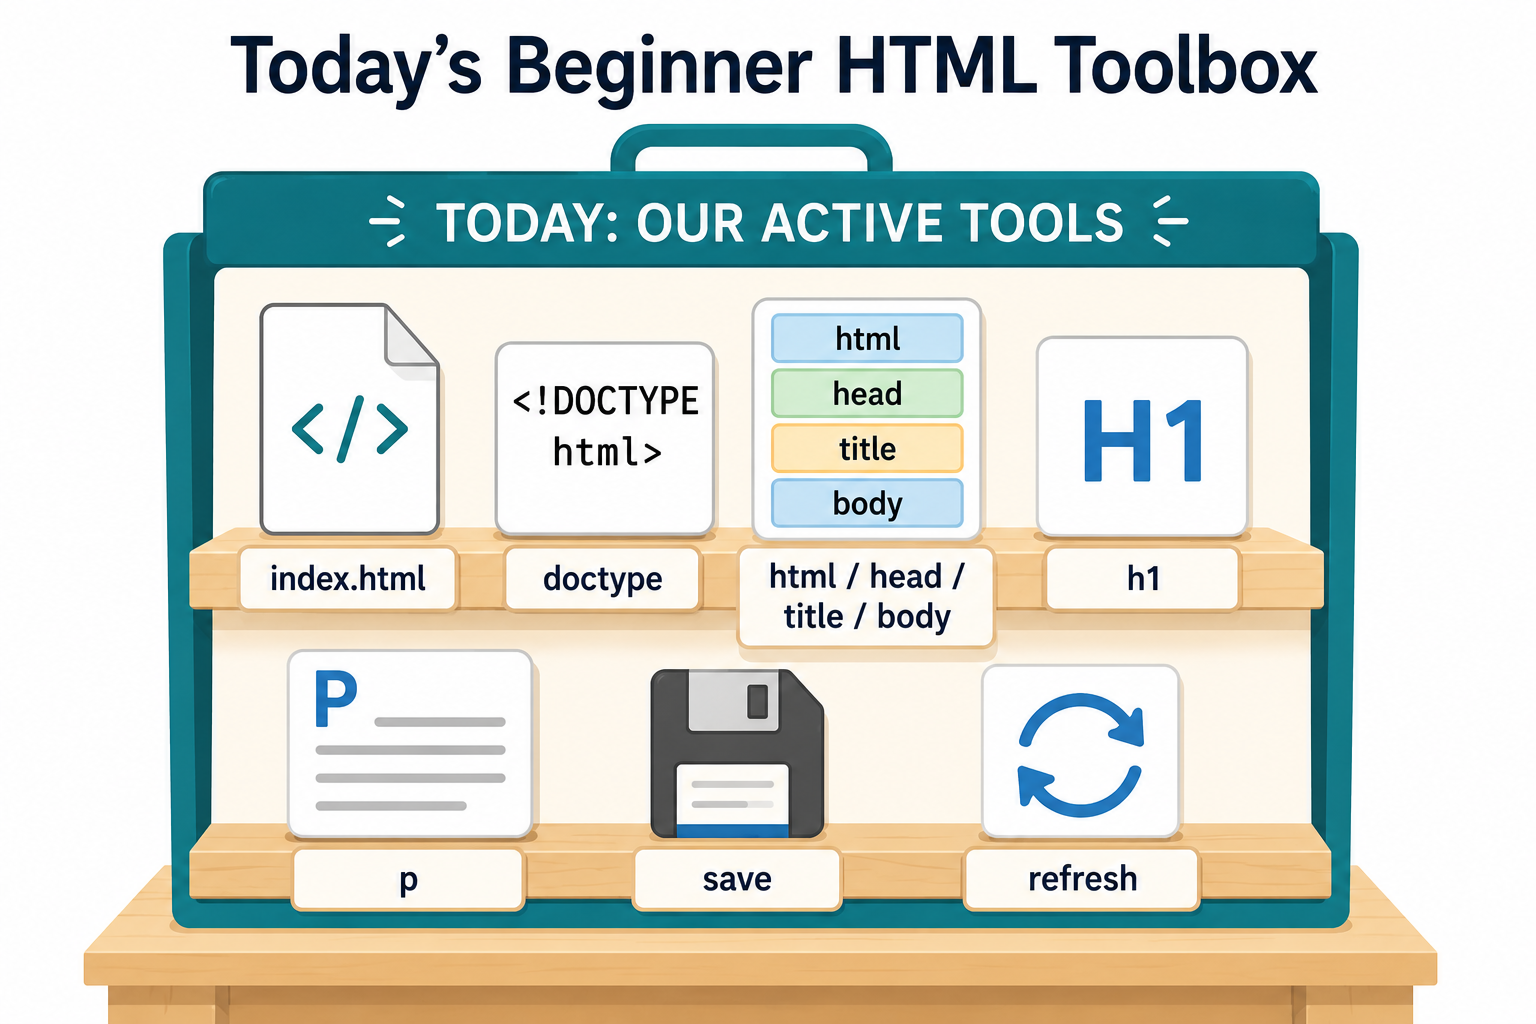 Today’s Beginner HTML Toolbox
TODAY: OUR ACTIVE TOOLS
</>
<!DOCTYPE
html>
html
head
title
body
H1
index.html
doctype
html / head /
title / body
h1
P
p
save
refresh